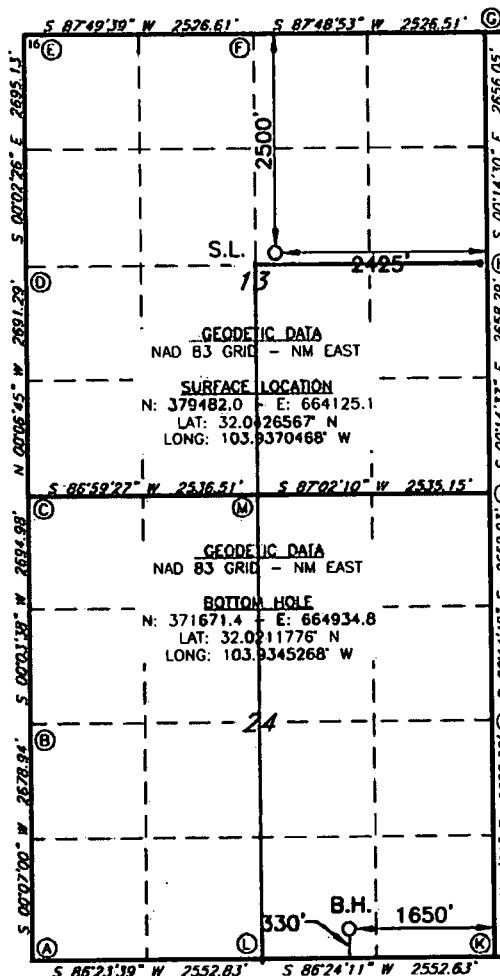 S 87°49'39" W 2526.61' S 87°48'53" W 2526.51'
G
16 E F
S 00°02'26" E 2695.13'
2500'
S 00°14'30" E 2656.05'
S.L.
2425'
D
13
N 00°06'45" W 2691.29'
GEODETIC DATA
NAD 83 GRID - NM EAST
SURFACE LOCATION
N: 379482.0 - E: 664125.1
LAT: 32.0426567° N
LONG: 103.9370468° W
S 86°59'27" W 2536.51' S 87°02'10" W 2535.15'
C M
S 00°03'38" W 2694.98'
GEODETIC DATA
NAD 83 GRID - NM EAST
BOTTOM HOLE
N: 371671.4 - E: 664934.8
LAT: 32.0211776° N
LONG: 103.9345268° W
B
24
S 00°07'00" W 2678.94'
B.H.
330' 1650'
A L K
S 86°23'39" W 2552.83' S 86°24'11" W 2552.63'